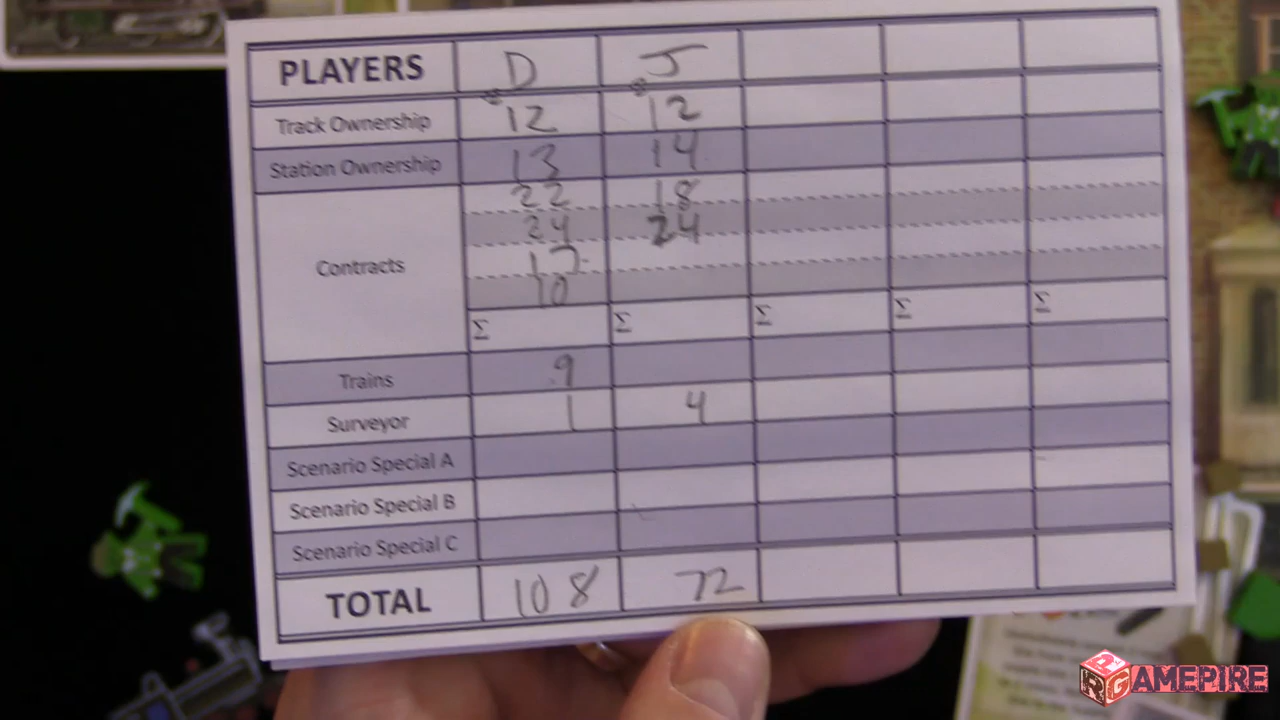 PLAYERS D J
Track Ownership 12 12
Station Ownership 13 14
Contracts
22 18
24 24
17
10
Σ Σ Σ Σ Σ
Trains 9
Surveyor 1 4
Scenario Special A
Scenario Special B
Scenario Special C
TOTAL 108 72
RPGAMEPIRE